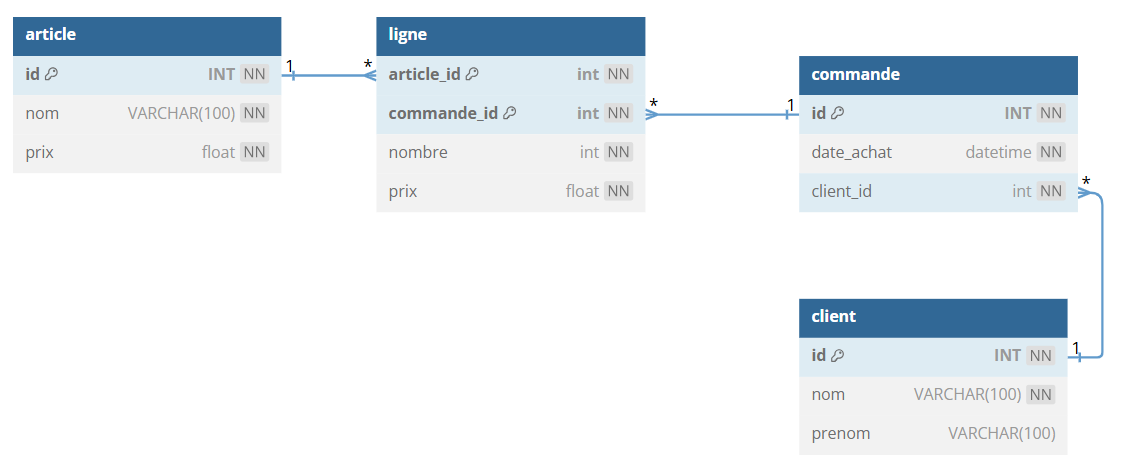 article
id INT NN
nom VARCHAR(100) NN
prix float NN
1 *
ligne
article_id int NN
commande_id int NN
nombre int NN
prix float NN
* 1
commande
id INT NN
date_achat datetime NN
client_id int NN
*
client
id INT NN
nom VARCHAR(100) NN
prenom VARCHAR(100)
1